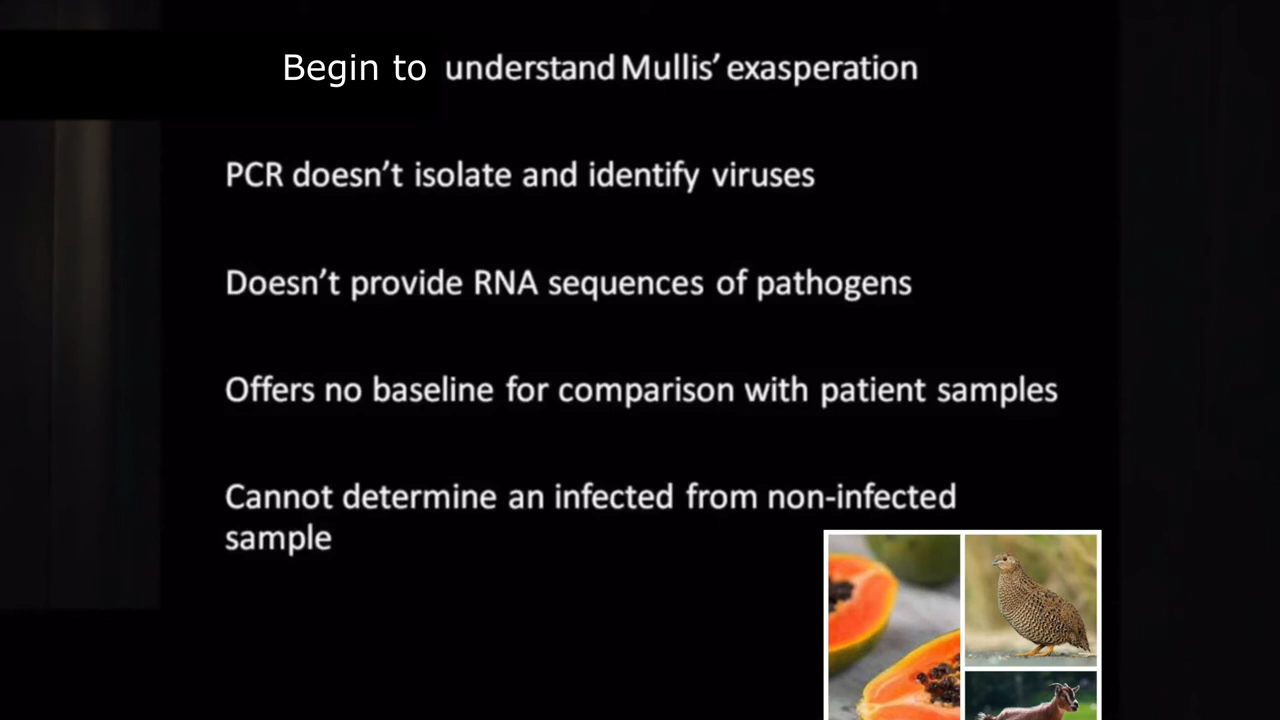 Begin to understand Mullis’ exasperation
PCR doesn’t isolate and identify viruses
Doesn’t provide RNA sequences of pathogens
Offers no baseline for comparison with patient samples
Cannot determine an infected from non-infected
sample